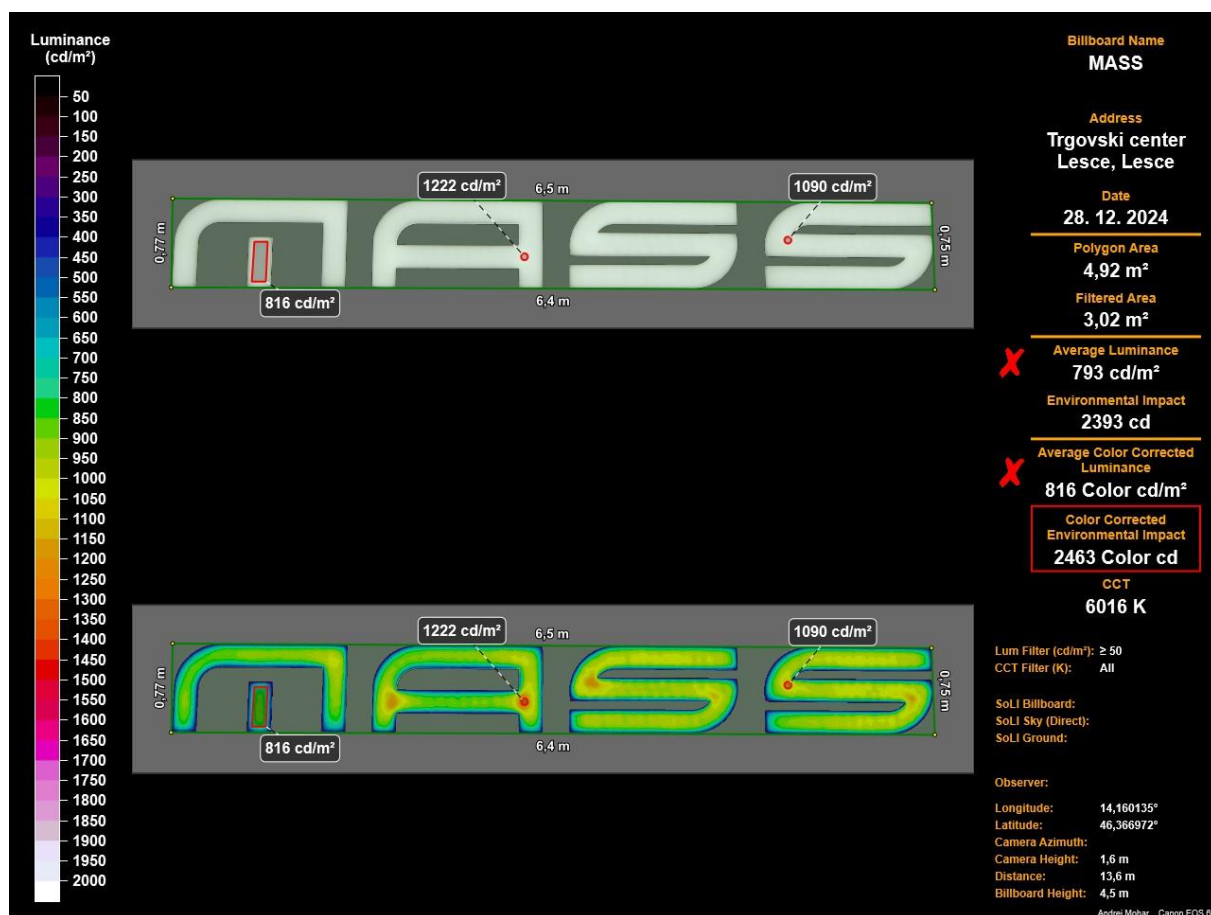 Luminance
(cd/m²)
50
100
150
200
250
300
350
400
450
500
550
600
650
700
750
800
850
900
950
1000
1050
1100
1150
1200
1250
1300
1350
1400
1450
1500
1550
1600
1650
1700
1750
1800
1850
1900
1950
2000
1222 cd/m²
6,5 m
1090 cd/m²
0,77 m
MASS
0,75 m
816 cd/m²
6,4 m
1222 cd/m²
6,5 m
1090 cd/m²
0,77 m
MASS
0,75 m
816 cd/m²
6,4 m
Billboard Name
MASS
Address
Trgovski center
Lesce, Lesce
Date
28. 12. 2024
Polygon Area
4,92 m²
Filtered Area
3,02 m²
✘ Average Luminance
793 cd/m²
Environmental Impact
2393 cd
✘ Average Color Corrected
Luminance
816 Color cd/m²
Color Corrected
Environmental Impact
2463 Color cd
CCT
6016 K
Lum Filter (cd/m²): ≥ 50
CCT Filter (K): All
SoLI Billboard:
SoLI Sky (Direct):
SoLI Ground:
Observer:
Longitude: 14,160135°
Latitude: 46,366972°
Camera Azimuth:
Camera Height: 1,6 m
Distance: 13,6 m
Billboard Height: 4,5 m
Andrej Mohar Canon EOS